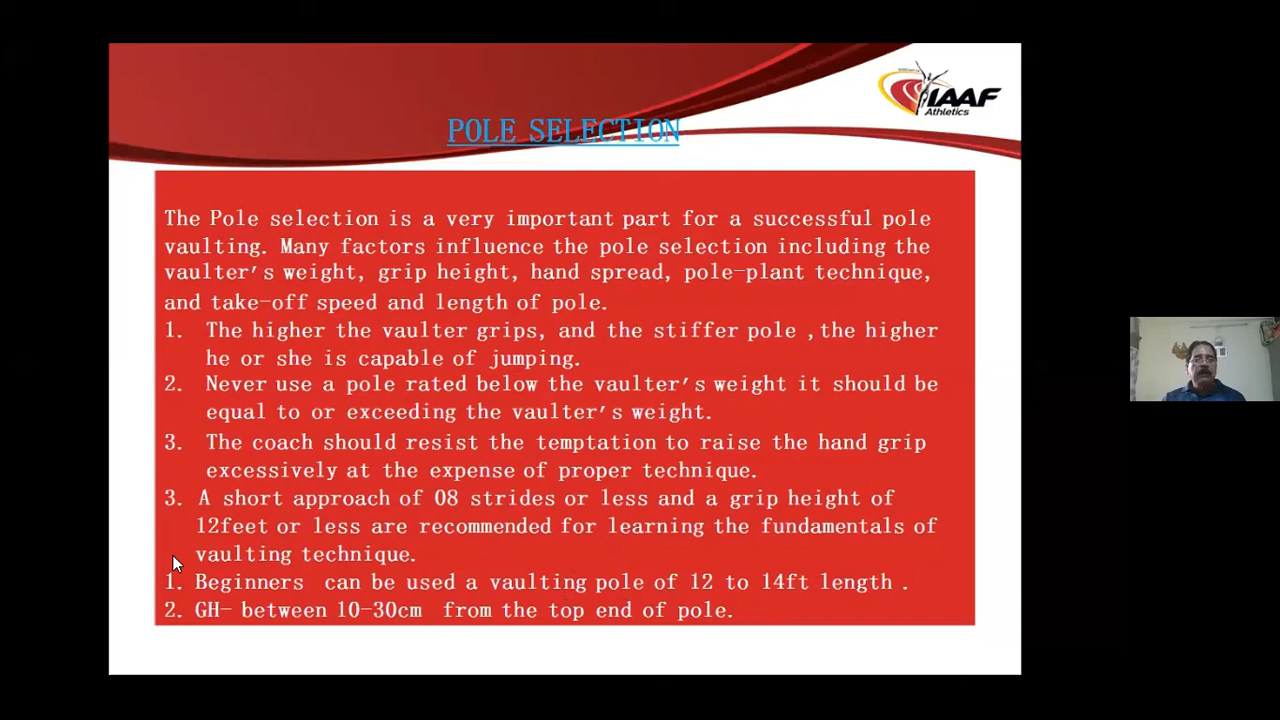 IAAF
Athletics
POLE SELECTION
The Pole selection is a very important part for a successful pole
vaulting. Many factors influence the pole selection including the
vaulter's weight, grip height, hand spread, pole-plant technique,
and take-off speed and length of pole.
1. The higher the vaulter grips, and the stiffer pole ,the higher
he or she is capable of jumping.
2. Never use a pole rated below the vaulter's weight it should be
equal to or exceeding the vaulter's weight.
3. The coach should resist the temptation to raise the hand grip
excessively at the expense of proper technique.
3. A short approach of 08 strides or less and a grip height of
12feet or less are recommended for learning the fundamentals of
vaulting technique.
1. Beginners can be used a vaulting pole of 12 to 14ft length .
2. GH- between 10-30cm from the top end of pole.